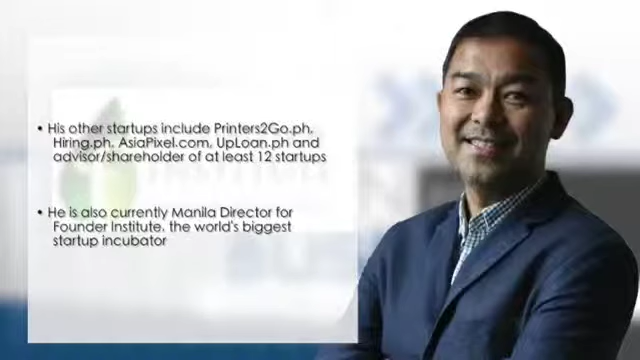 • His other startups include Printers2Go.ph,
Hiring.ph, AsiaPixel.com, UpLoan.ph and
advisor/shareholder of at least 12 startups
• He is also currently Manila Director for
Founder Institute, the world's biggest
startup incubator